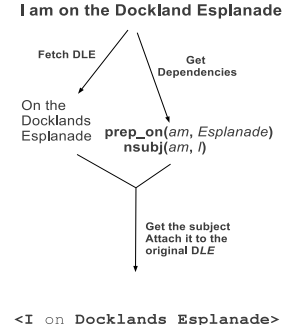 I am on the Dockland Esplanade
Fetch DLE
Get
Dependencies
On the
Docklands
Esplanade
prep_on(am, Esplanade)
nsubj(am, I)
Get the subject
Attach it to the
original DLE
<I on Docklands Esplanade>